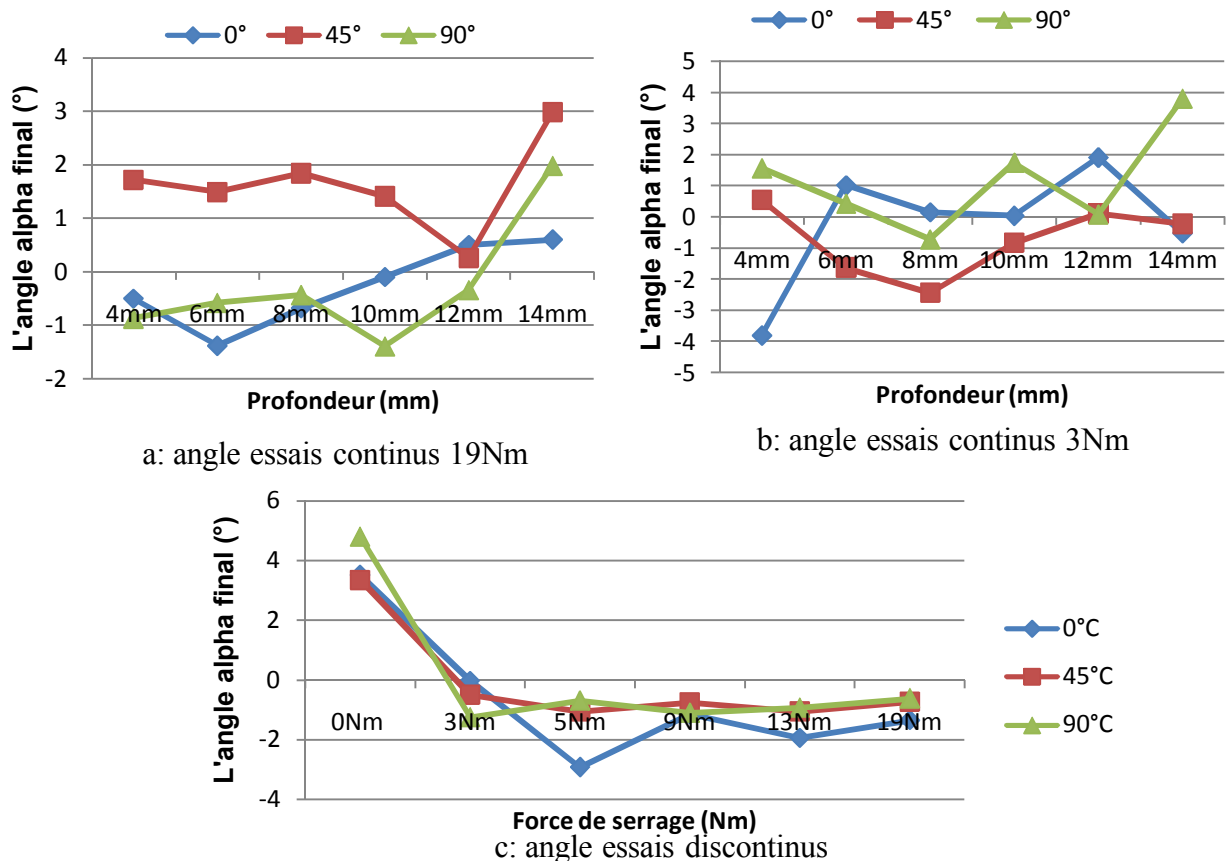 0° 45° 90°
4
3
2
1
0
-1
-2
L'angle alpha final (°)
4mm 6mm 8mm 10mm 12mm 14mm
Profondeur (mm)
a: angle essais continus 19Nm
0° 45° 90°
5
4
3
2
1
0
-1
-2
-3
-4
-5
L'angle alpha final (°)
4mm 6mm 8mm 10mm 12mm 14mm
Profondeur (mm)
b: angle essais continus 3Nm
6
4
2
0
-2
-4
L'angle alpha final (°)
0Nm 3Nm 5Nm 9Nm 13Nm 19Nm
Force de serrage (Nm)
0°C
45°C
90°C
c: angle essais discontinus